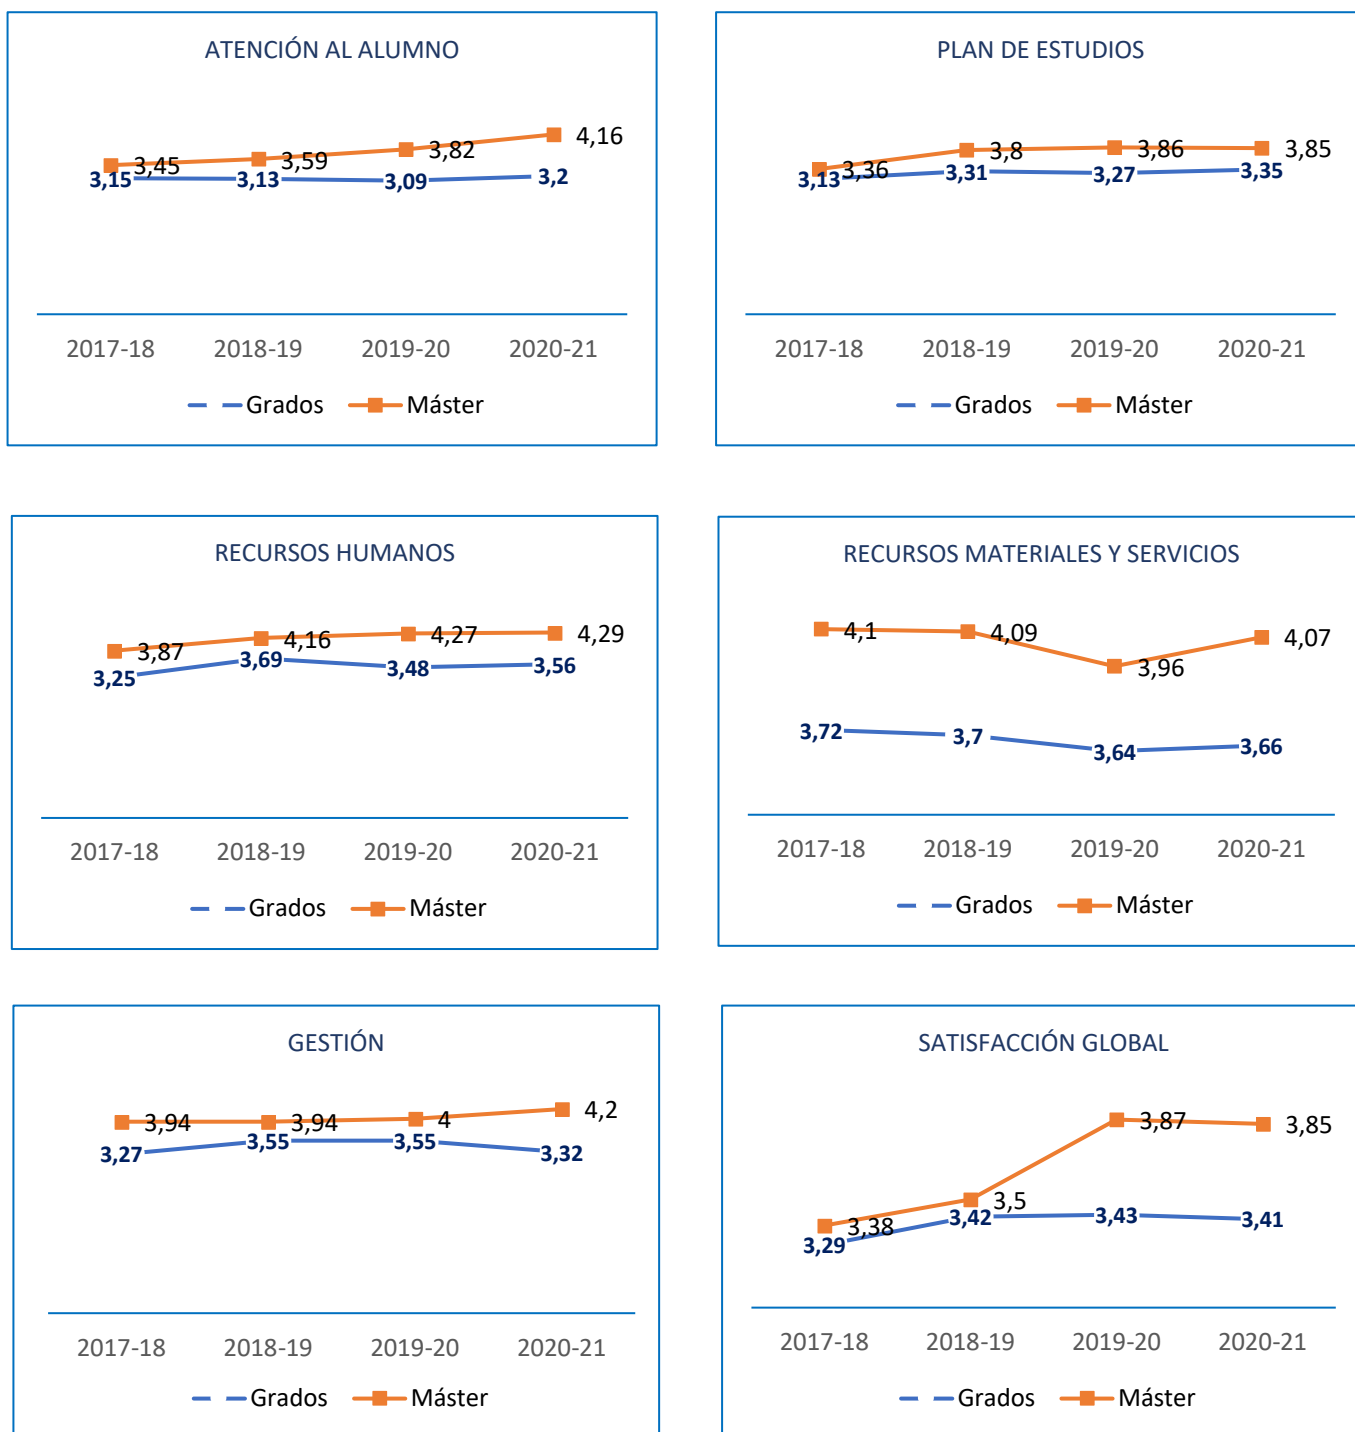 ATENCIÓN AL ALUMNO
3,45 3,59 3,82 4,16
3,15 3,13 3,09 3,2
2017-18 2018-19 2019-20 2020-21
Grados Máster
PLAN DE ESTUDIOS
3,36 3,8 3,86 3,85
3,13 3,31 3,27 3,35
2017-18 2018-19 2019-20 2020-21
Grados Máster
RECURSOS HUMANOS
3,87 4,16 4,27 4,29
3,25 3,69 3,48 3,56
2017-18 2018-19 2019-20 2020-21
Grados Máster
RECURSOS MATERIALES Y SERVICIOS
4,1 4,09 3,96 4,07
3,72 3,7 3,64 3,66
2017-18 2018-19 2019-20 2020-21
Grados Máster
GESTIÓN
3,94 3,94 4 4,2
3,27 3,55 3,55 3,32
2017-18 2018-19 2019-20 2020-21
Grados Máster
SATISFACCIÓN GLOBAL
3,38 3,5 3,87 3,85
3,29 3,42 3,43 3,41
2017-18 2018-19 2019-20 2020-21
Grados Máster